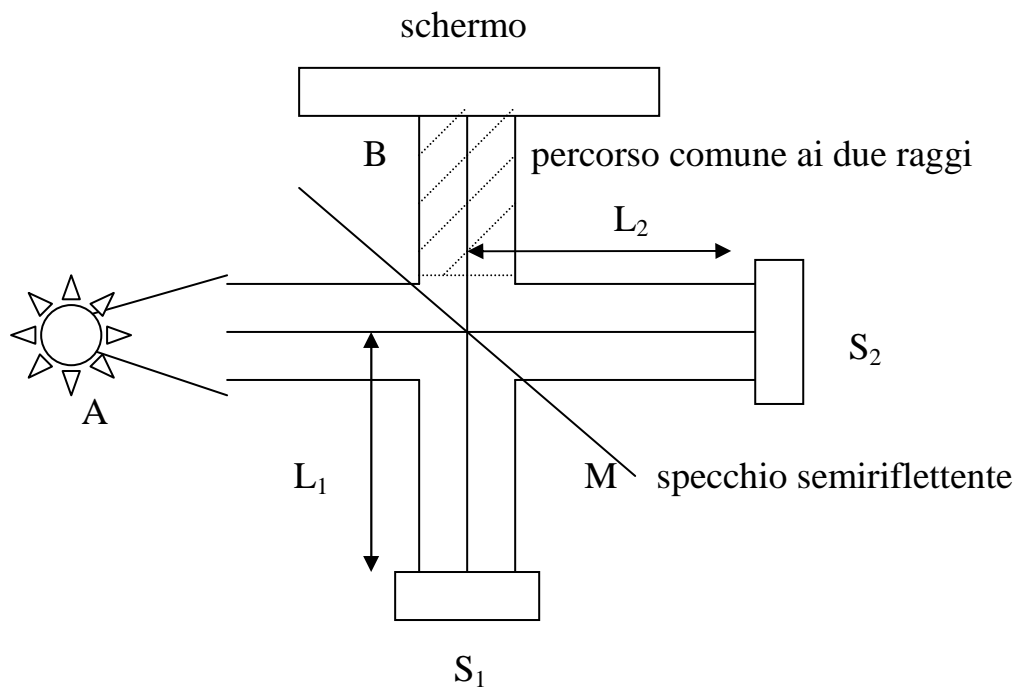 schermo
B percorso comune ai due raggi
L₂
S₂
A
L₁ M specchio semiriflettente
S₁